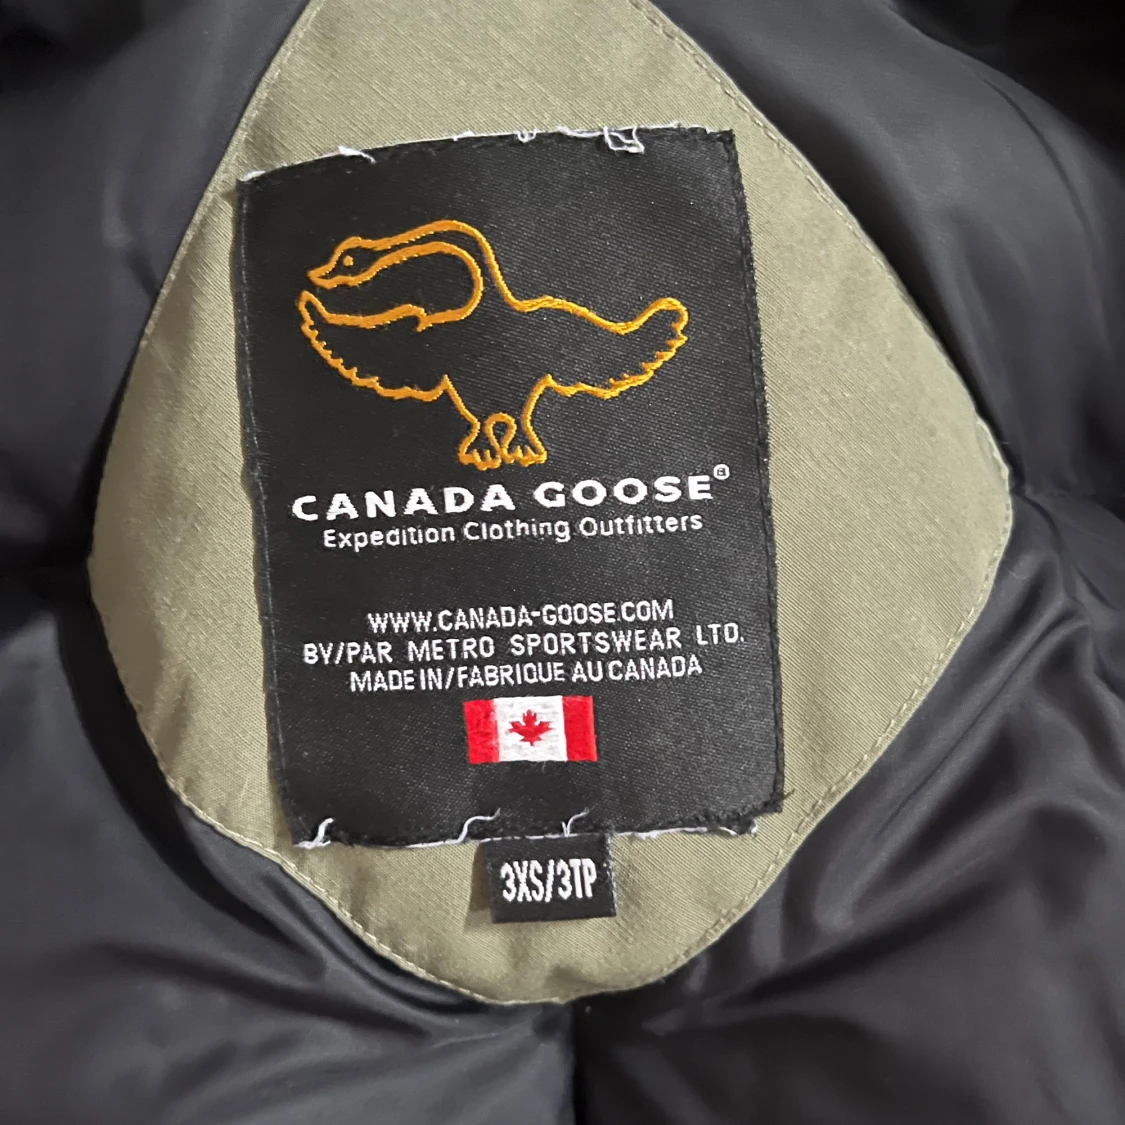 CANADA GOOSE®
Expedition Clothing Outfitters
WWW.CANADA-GOOSE.COM
BY/PAR METRO SPORTSWEAR LTD.
MADE IN/FABRIQUE AU CANADA
3XS/3TP